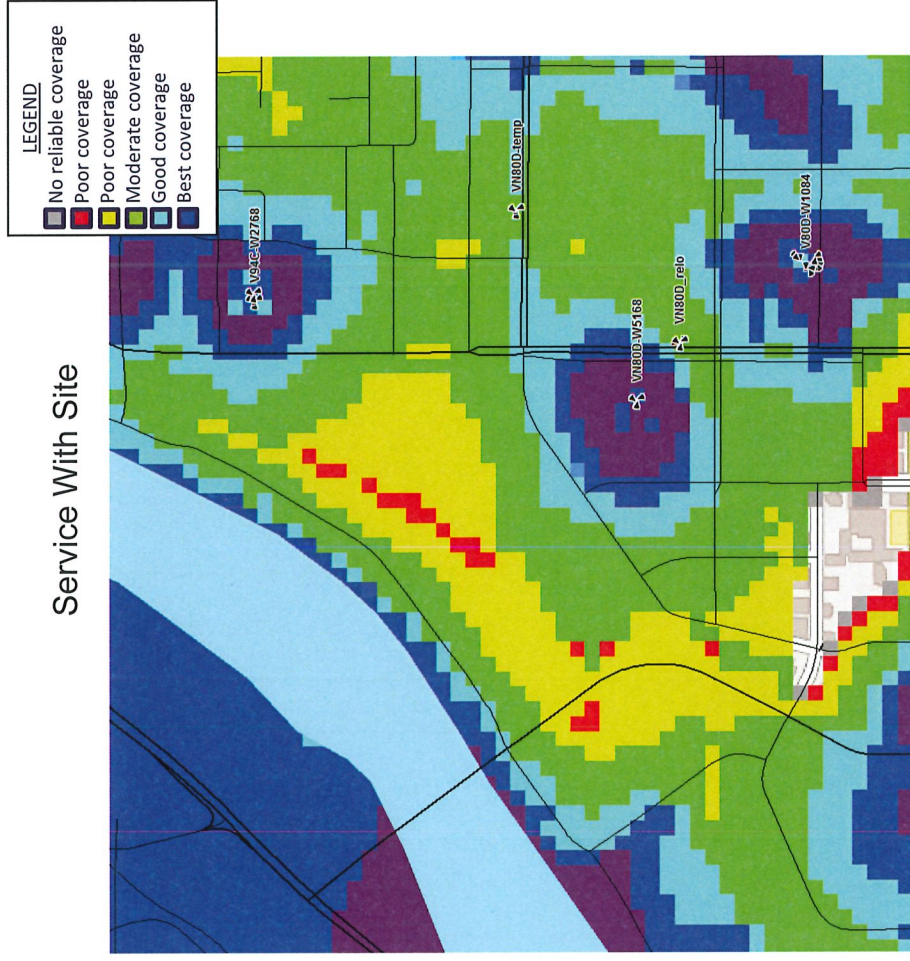 LEGEND
No reliable coverage
Poor coverage
Poor coverage
Moderate coverage
Good coverage
Best coverage
Service With Site
V94C-W2768
VN80D-temp
VN80D-W5168
VN80D_relo
V80D-W1084